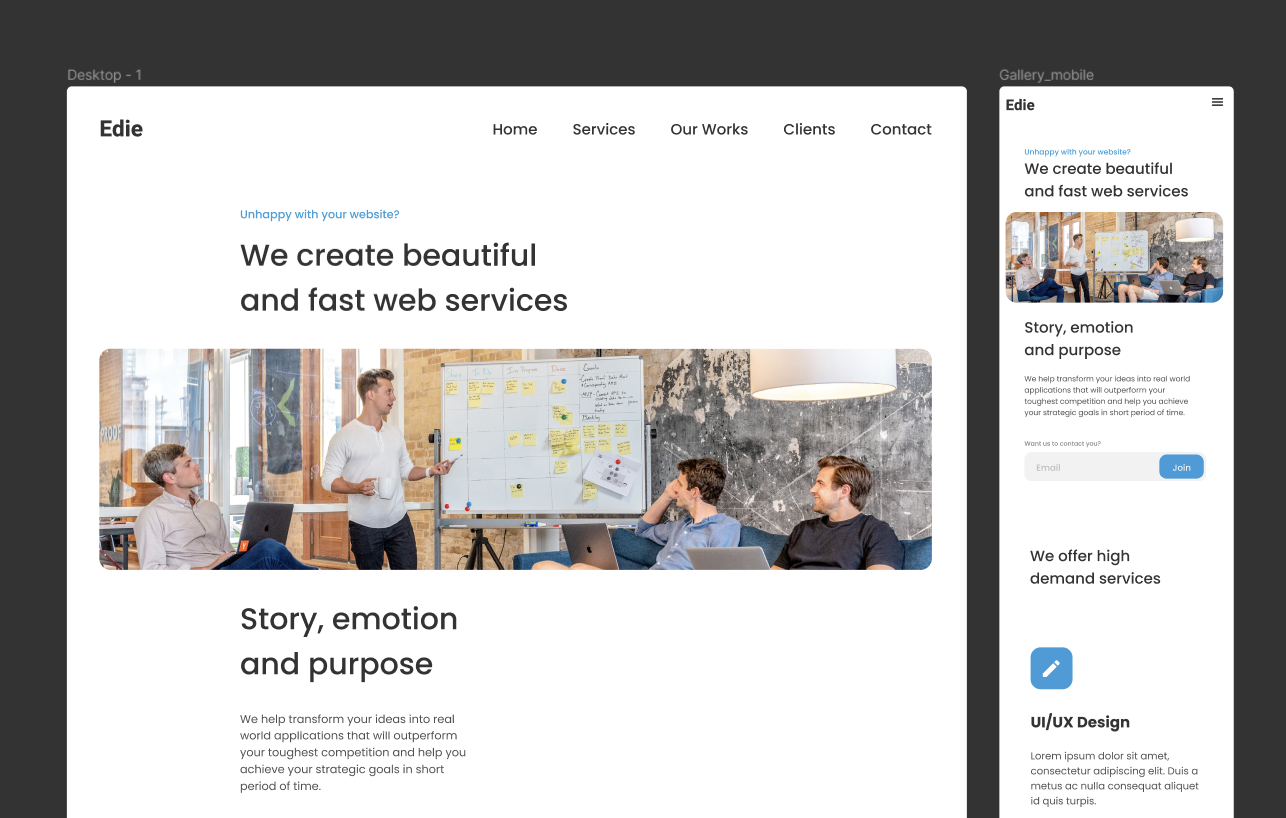 Desktop - 1
Edie
Home Services Our Works Clients Contact
Unhappy with your website?
We create beautiful
and fast web services
Goals
Story, emotion
and purpose
We help transform your ideas into real
world applications that will outperform
your toughest competition and help you
achieve your strategic goals in short
period of time.
Gallery_mobile
Edie
Unhappy with your website?
We create beautiful
and fast web services
Story, emotion
and purpose
We help transform your ideas into real world
applications that will outperform your
toughest competition and help you achieve
your strategic goals in short period of time.
Want us to contact you?
Email Join
We offer high
demand services
UI/UX Design
Lorem ipsum dolor sit amet,
consectetur adipiscing elit. Duis a
metus ac nulla consequat aliquet
id quis turpis.